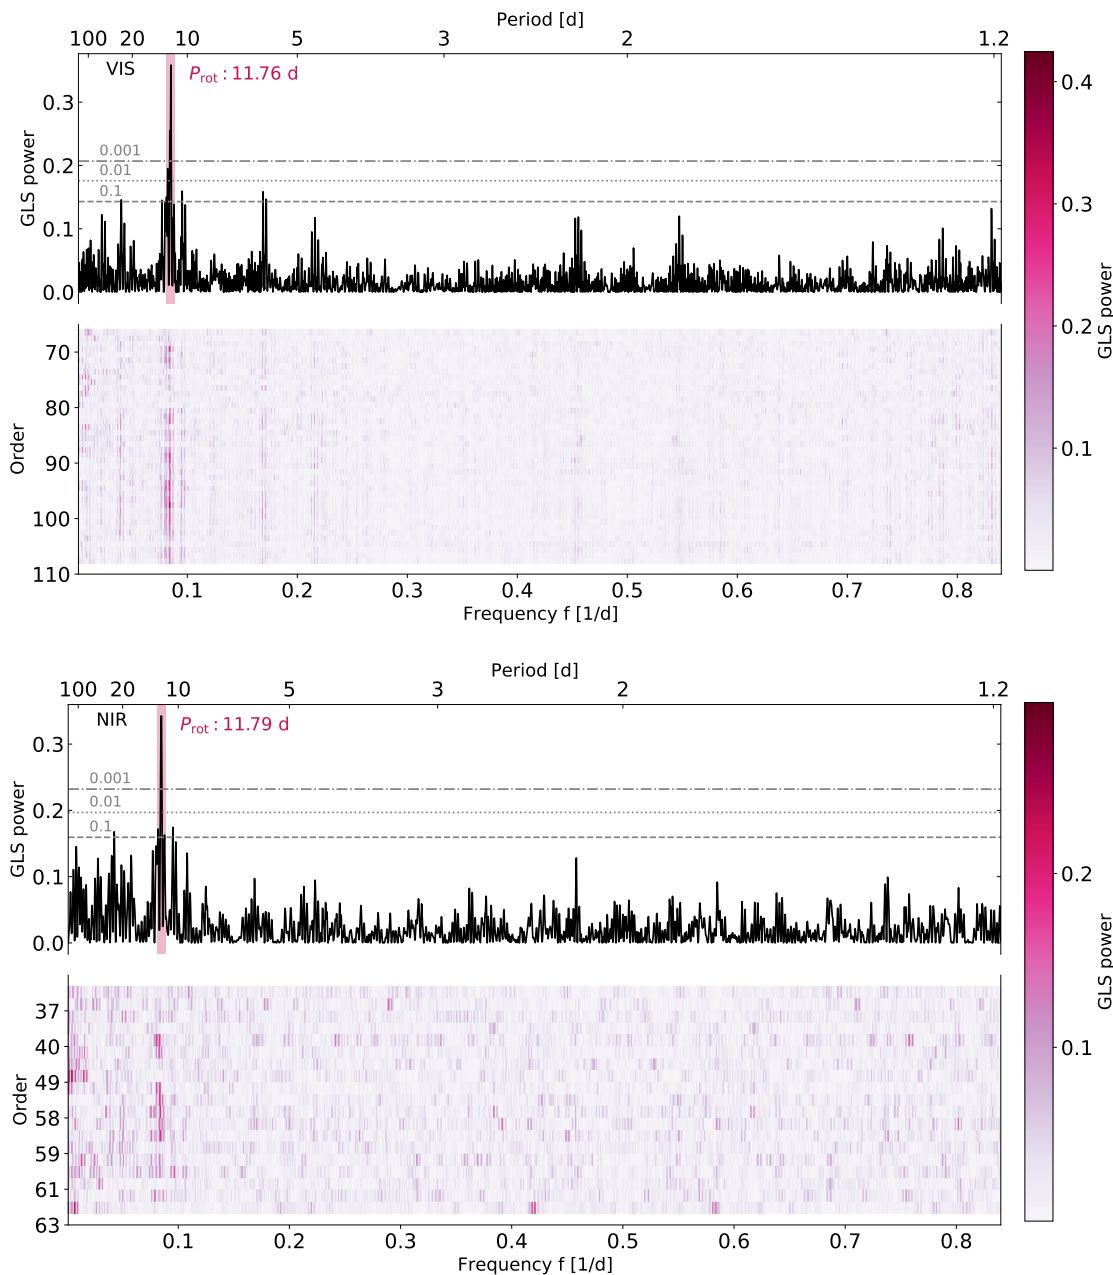 Period [d]
100 20 10 5 3 2 1.2
VIS
P_rot : 11.76 d
0.3
0.2
0.1
0.0
GLS power
0.001
0.01
0.1
70
80
90
100
110
Order
0.1 0.2 0.3 0.4 0.5 0.6 0.7 0.8
Frequency f [1/d]
0.4
0.3
0.2
0.1
GLS power
Period [d]
100 20 10 5 3 2 1.2
NIR
P_rot : 11.79 d
0.3
0.2
0.1
0.0
GLS power
0.001
0.01
0.1
37
40
49
58
59
61
63
Order
0.1 0.2 0.3 0.4 0.5 0.6 0.7 0.8
Frequency f [1/d]
0.2
0.1
GLS power